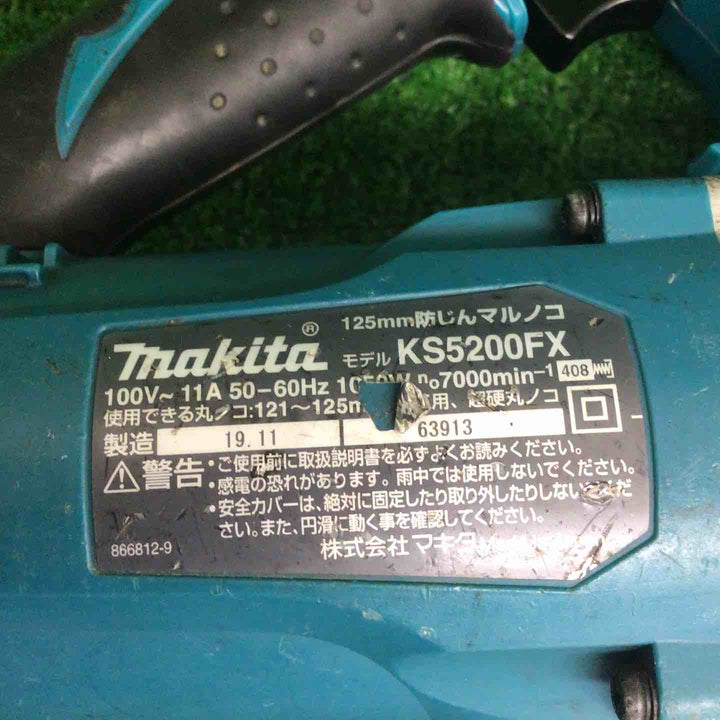 125mm防じんマルノコ
makita® モデル KS5200FX
100V~ 11A 50-60Hz 1050W n₀7000min⁻¹ 408
使用できる丸ノコ:121~125m 用、超硬丸ノコ
製造 19.11 63913
警告 ・ご使用前に取扱説明書を必ずよくお読みください。
・感電の恐れがあります。雨中では使用しないでください。
・安全カバーは、絶対に固定したり取り外したりしない くだ
さい。また、円滑に動く事を確認してください。
866812-9 株式会社 マキタ